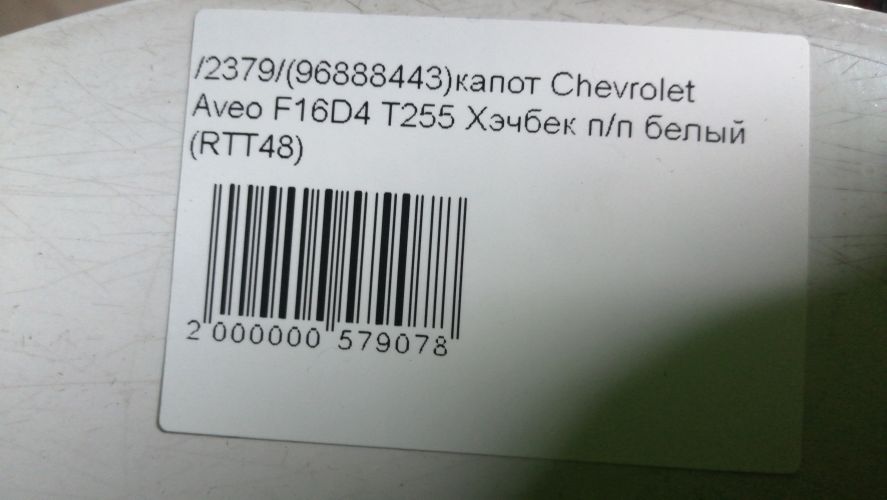 /2379/(96888443)капот Chevrolet
Aveo F16D4 T255 Хэчбек п/п белый
(RTT48)
2 000000 579078